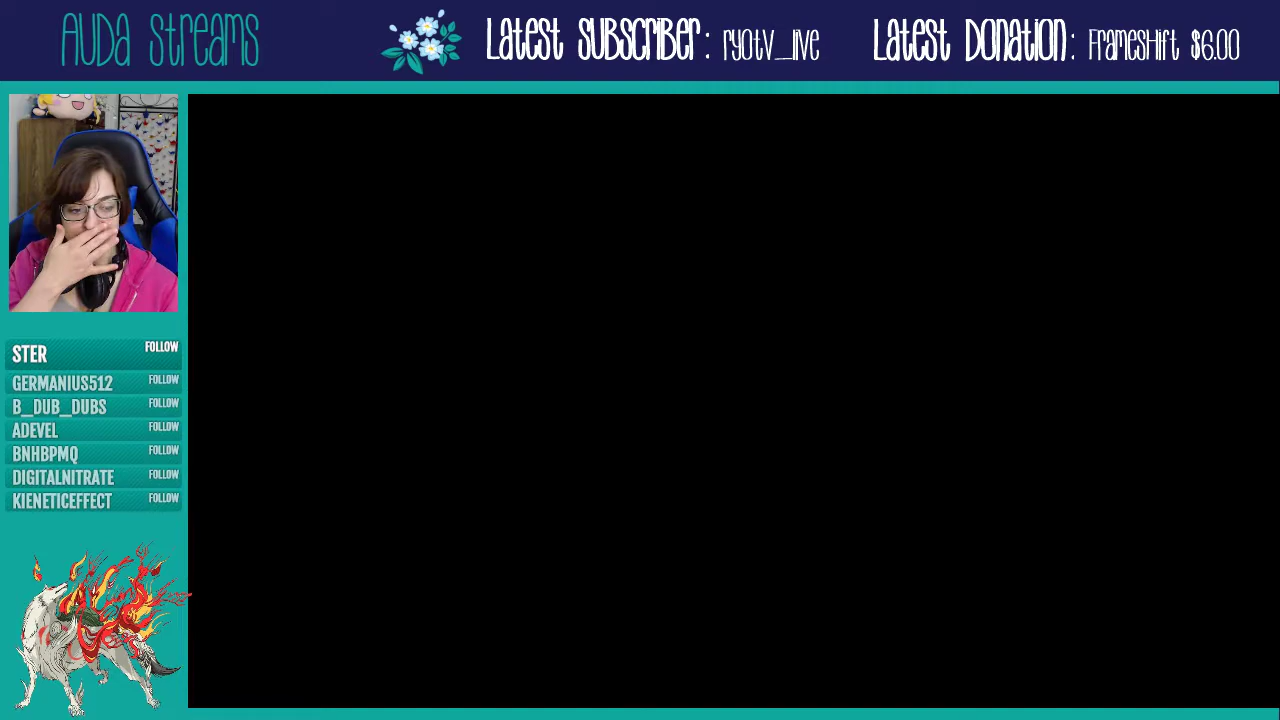 AUDA STREAMS
LATEST SUBSCRIBER: RYOTV_LIVE
LATEST DONATION: FRAMESHIFT $6.00
STER FOLLOW
GERMANIUS512 FOLLOW
B_DUB_DUBS FOLLOW
ADEVEL FOLLOW
BNHBPMQ FOLLOW
DIGITALNITRATE FOLLOW
KIENETICEFFECT FOLLOW